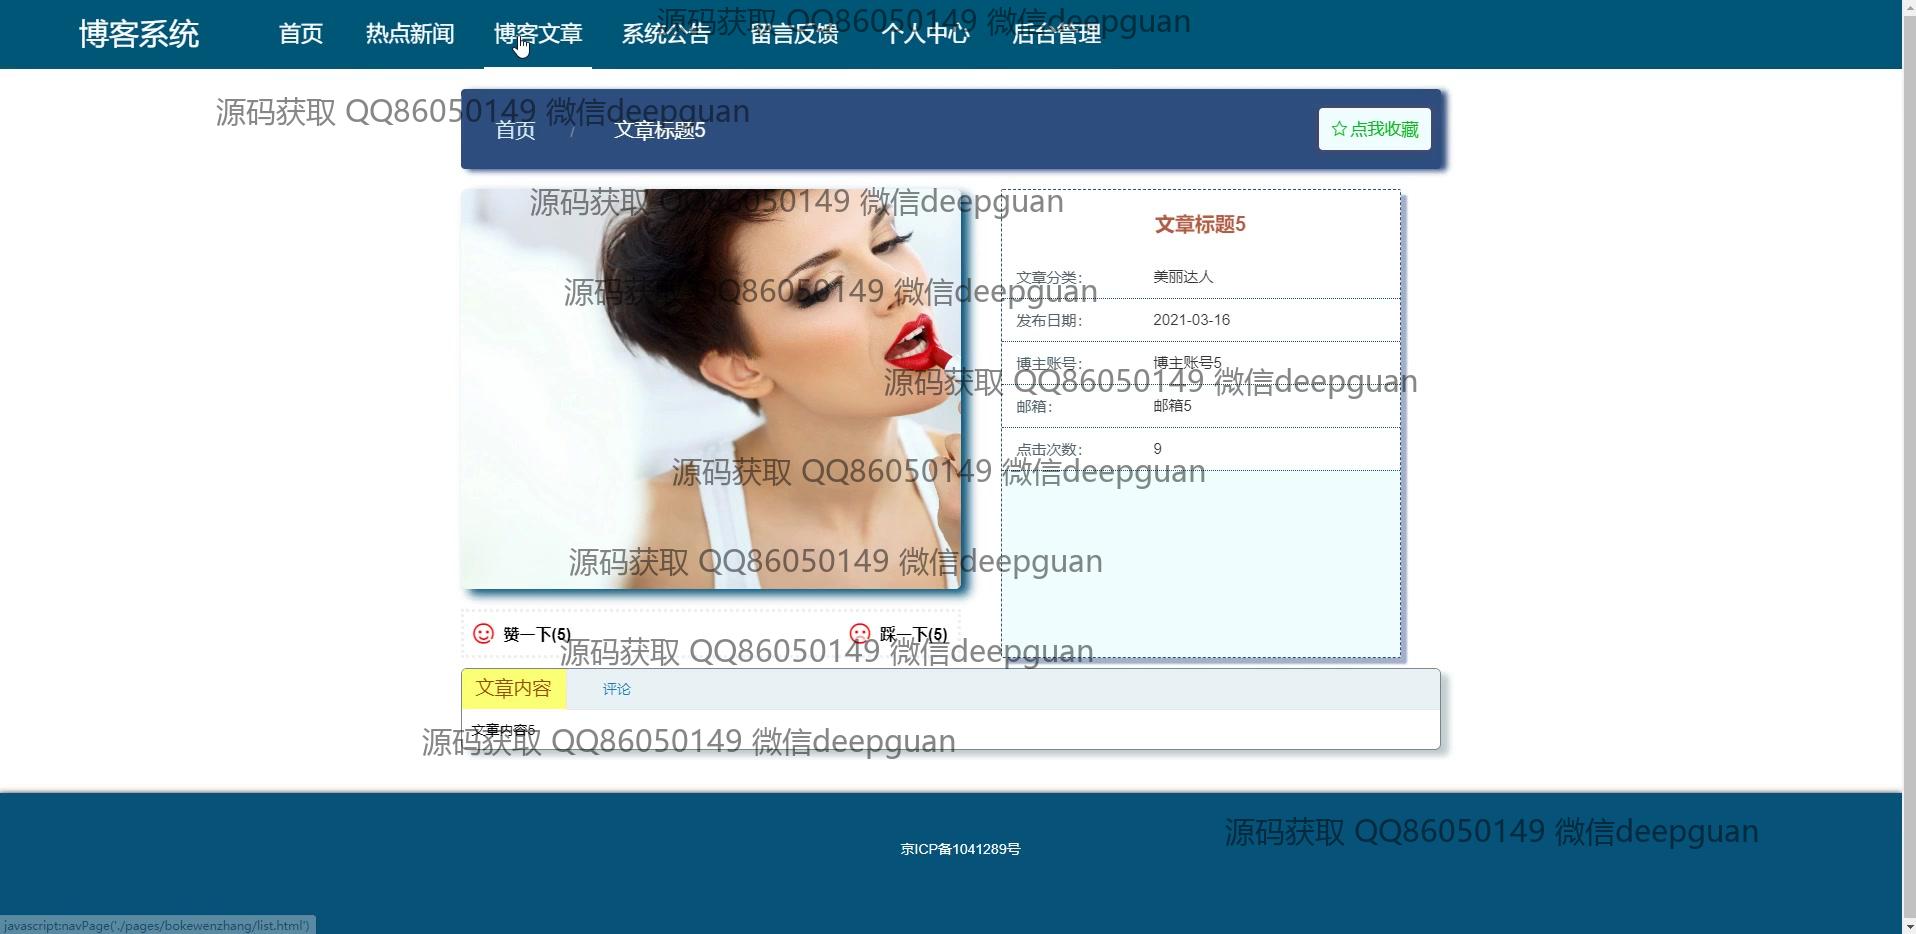 博客系统 首页 热点新闻 博客文章 系统公告 留言反馈 个人中心 后台管理
源码获取 QQ86050149 微信deepguan
源码获取 QQ86050149 微信deepguan
首页 / 文章标题5 ☆点我收藏
源码获取 QQ86050149 微信deepguan
文章标题5
文章分类： 美丽达人
源码获取 QQ86050149 微信deepguan
发布日期： 2021-03-16
博主账号： 博主账号5
源码获取 QQ86050149 微信deepguan
邮箱： 邮箱5
点击次数： 9
源码获取 QQ86050149 微信deepguan
源码获取 QQ86050149 微信deepguan
赞一下(5) 踩一下(5)
源码获取 QQ86050149 微信deepguan
文章内容 评论
文章内容5
源码获取 QQ86050149 微信deepguan
源码获取 QQ86050149 微信deepguan
京ICP备1041289号
javascript:navPage('./pages/bokewenzhang/list.html')